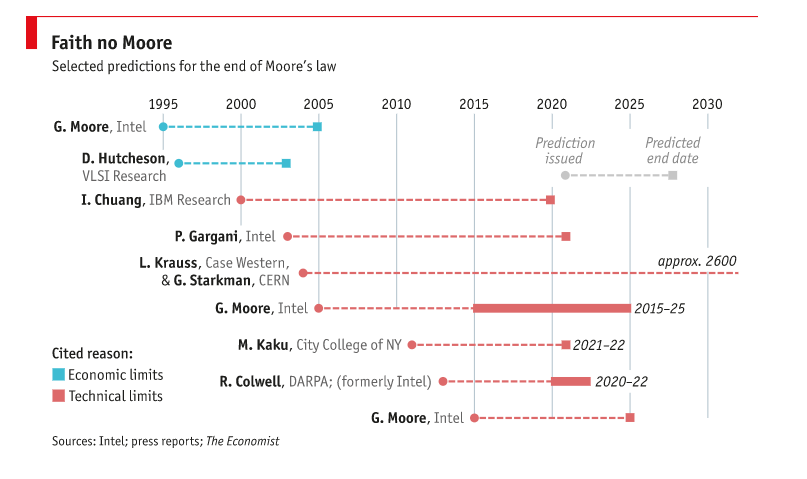 Faith no Moore
Selected predictions for the end of Moore's law
1995 2000 2005 2010 2015 2020 2025 2030
G. Moore, Intel
Prediction issued
Predicted end date
D. Hutcheson,
VLSI Research
I. Chuang, IBM Research
P. Gargani, Intel
L. Krauss, Case Western,
& G. Starkman, CERN
approx. 2600
G. Moore, Intel 2015–25
M. Kaku, City College of NY 2021–22
R. Colwell, DARPA; (formerly Intel) 2020–22
G. Moore, Intel
Cited reason:
Economic limits
Technical limits
Sources: Intel; press reports; The Economist